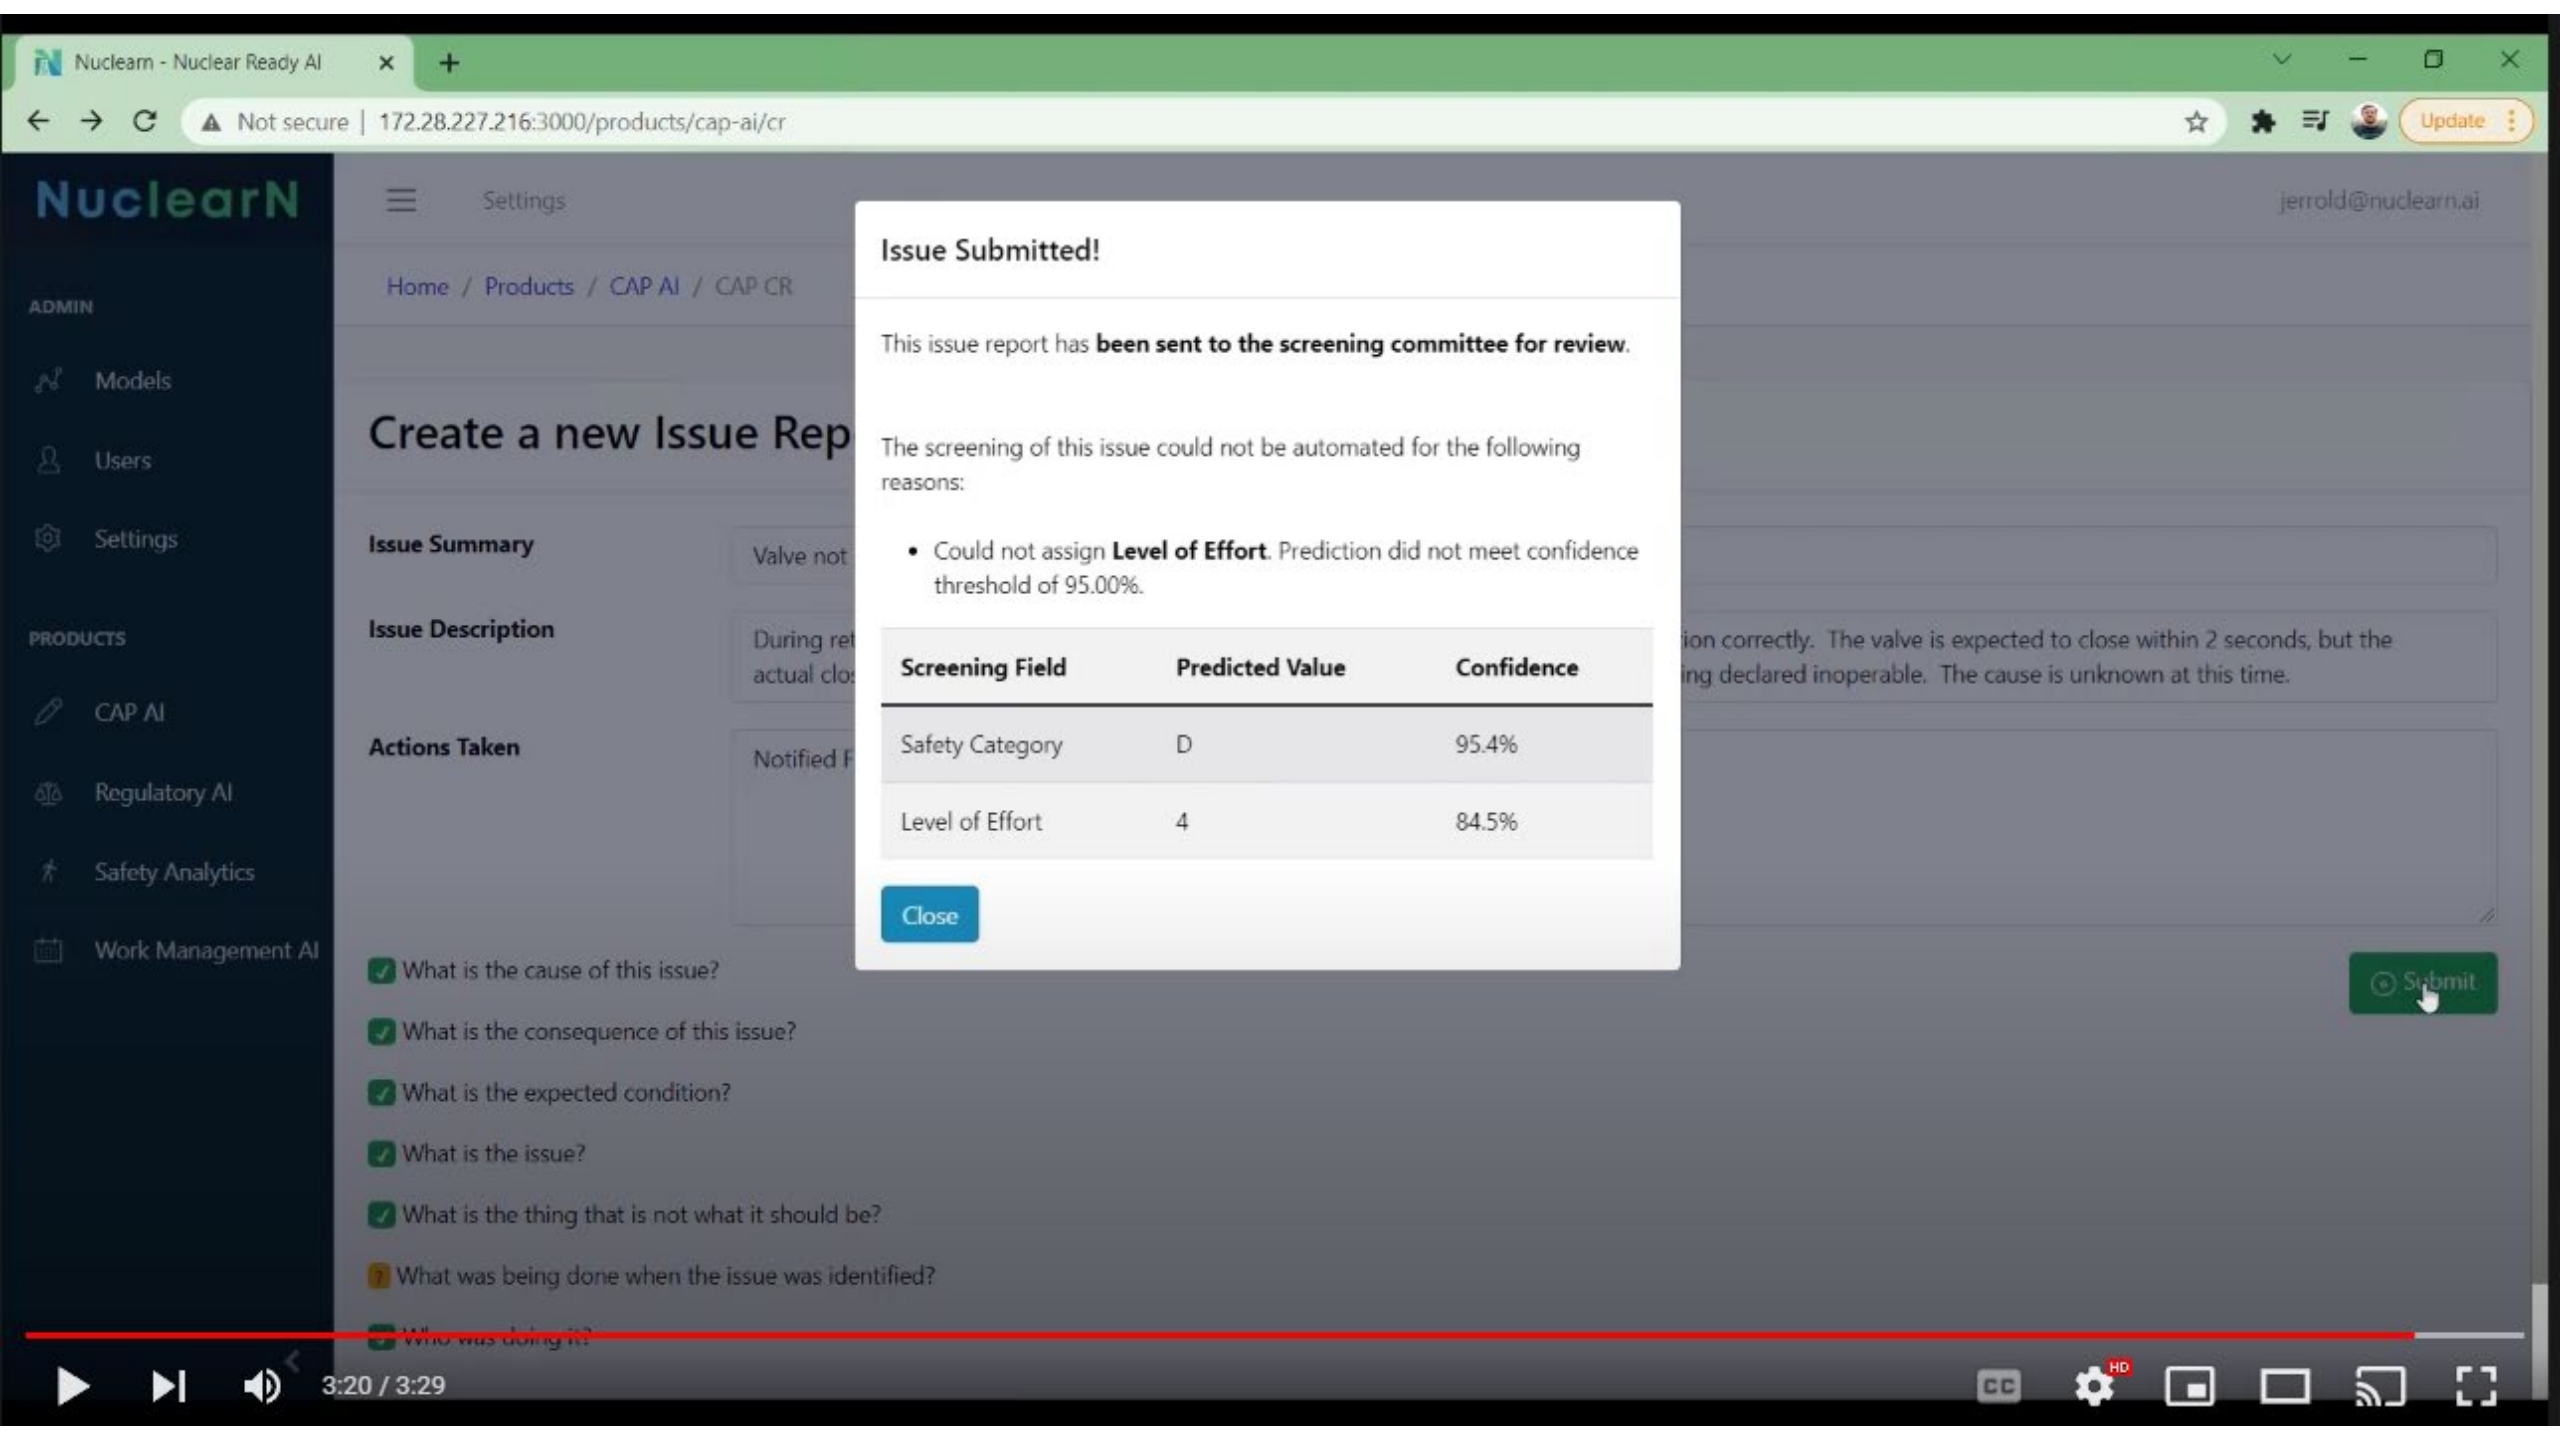 Nuclearn - Nuclear Ready AI
Not secure | 172.28.227.216:3000/products/cap-ai/cr
Update
NuclearN
Settings
jerrold@nuclearn.ai
Home / Products / CAP AI / CAP CR
ADMIN
Models
Users
Settings
PRODUCTS
CAP AI
Regulatory AI
Safety Analytics
Work Management AI
Create a new Issue Rep
Issue Summary
Valve not
Issue Description
During ret
ion correctly. The valve is expected to close within 2 seconds, but the
actual clos
ing declared inoperable. The cause is unknown at this time.
Actions Taken
Notified F
Issue Submitted!
This issue report has been sent to the screening committee for review.
The screening of this issue could not be automated for the following
reasons:
• Could not assign Level of Effort. Prediction did not meet confidence
threshold of 95.00%.
Screening Field Predicted Value Confidence
Safety Category D 95.4%
Level of Effort 4 84.5%
Close
Submit
What is the cause of this issue?
What is the consequence of this issue?
What is the expected condition?
What is the issue?
What is the thing that is not what it should be?
? What was being done when the issue was identified?
Who was doing it?
3:20 / 3:29
CC
HD